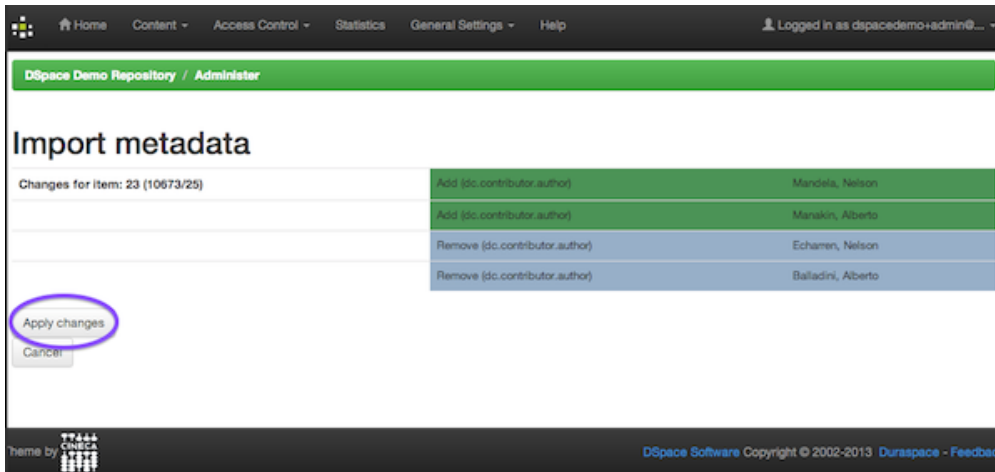 Home Content Access Control Statistics General Settings Help Logged in as dspacedemo+admin@...
DSpace Demo Repository / Administer
Import metadata
Changes for item: 23 (10673/25) Add (dc.contributor.author) Mandela, Nelson
Add (dc.contributor.author) Manakin, Alberto
Remove (dc.contributor.author) Echarren, Nelson
Remove (dc.contributor.author) Balladini, Alberto
Apply changes
Cancel
heme by CINECA DSpace Software Copyright © 2002-2013 Duraspace - Feedbac